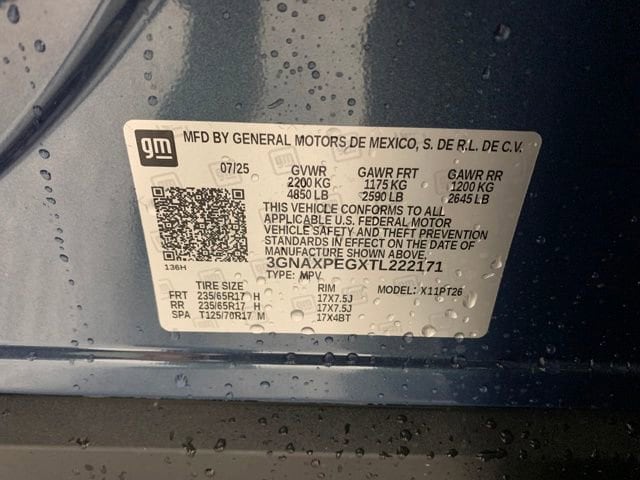 gm
MFD BY GENERAL MOTORS DE MEXICO, S. DE R.L. DE C.V.
07/25 GVWR GAWR FRT GAWR RR
2200 KG 1175 KG 1200 KG
4850 LB 2590 LB 2645 LB
THIS VEHICLE CONFORMS TO ALL
APPLICABLE U.S. FEDERAL MOTOR
VEHICLE SAFETY AND THEFT PREVENTION
STANDARDS IN EFFECT ON THE DATE OF
MANUFACTURE SHOWN ABOVE.
136H
3GNAXPEGXTL222171
TYPE: MPV MODEL: X11PT26
TIRE SIZE RIM
FRT 235/65R17 H 17X7.5J
RR 235/65R17 H 17X7.5J
SPA T125/70R17 M 17X4BT